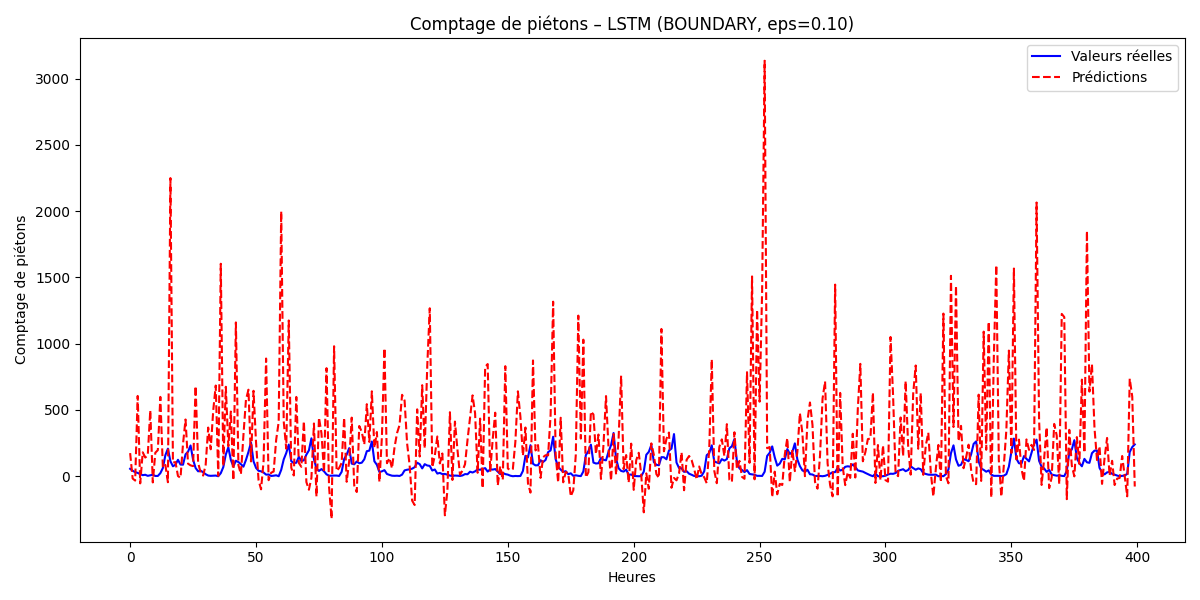 Comptage de piétons – LSTM (BOUNDARY, eps=0.10)
Valeurs réelles
Prédictions
3000
2500
2000
1500
1000
500
0
Comptage de piétons
0 50 100 150 200 250 300 350 400
Heures